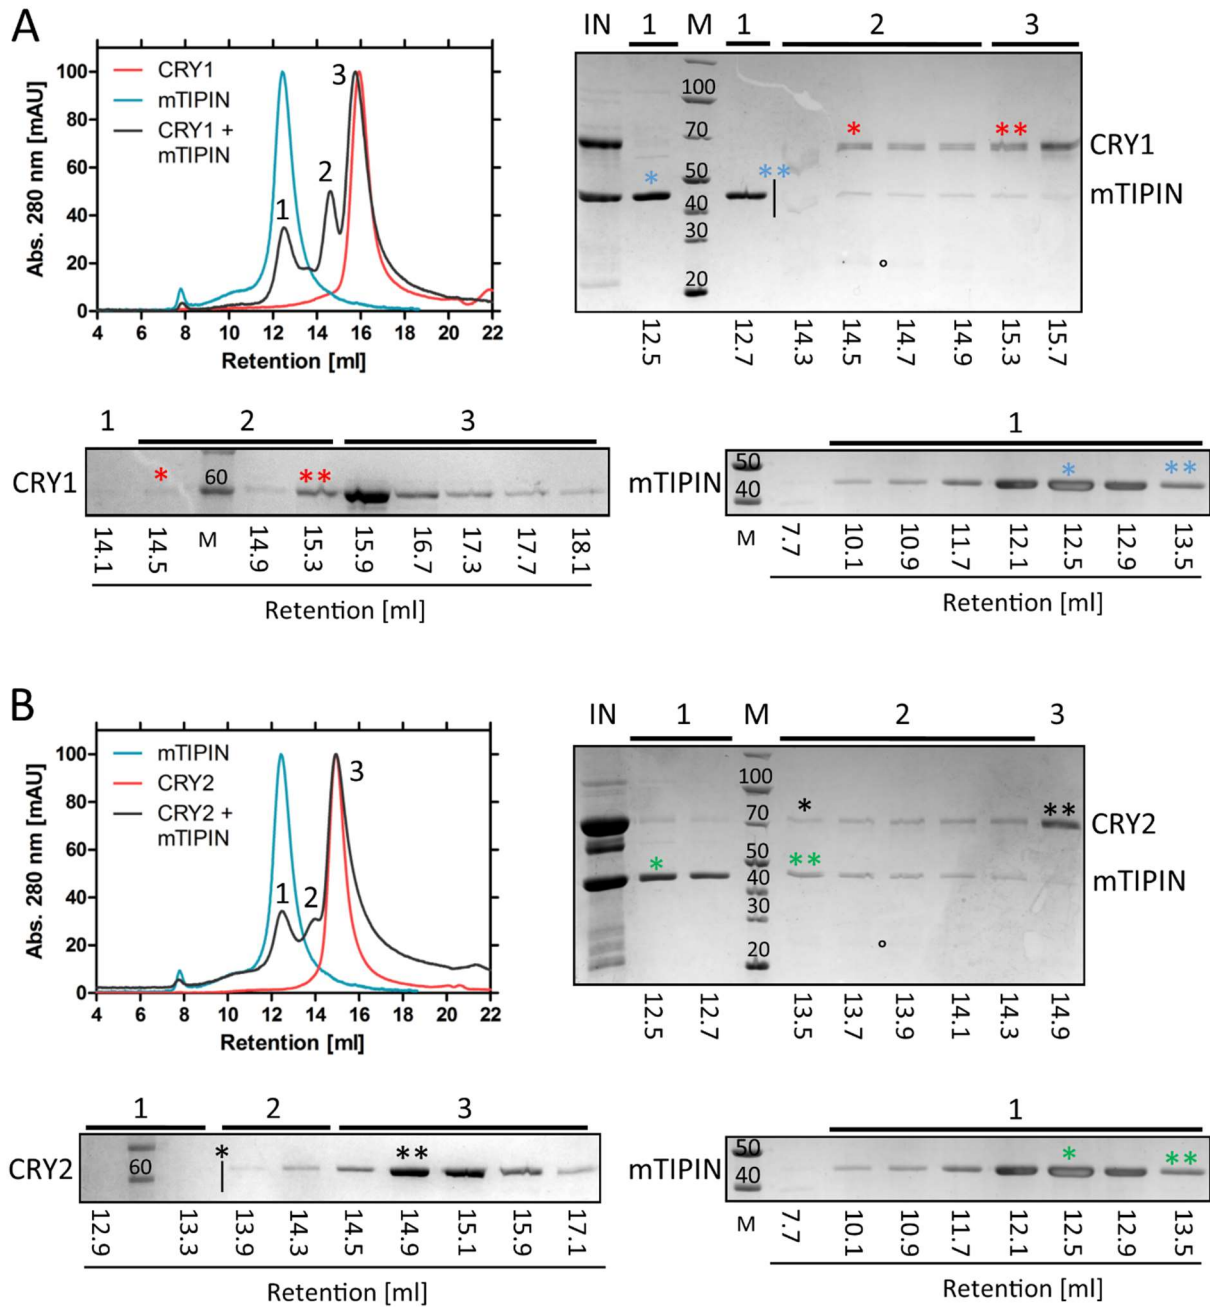 A
CRY1
mTIPIN
CRY1 +
mTIPIN
1
2
3
Abs. 280 nm [mAU]
100
80
60
40
20
0
4 6 8 10 12 14 16 18 20 22
Retention [ml]
IN 1 M 1 2 3
100
70
50
40
30
20
*
**
*
**
CRY1
mTIPIN
12.5 12.7 14.3 14.5 14.7 14.9 15.3 15.7
1 2 3
CRY1
* 60 **
14.1 14.5 M 14.9 15.3 15.9 16.7 17.3 17.7 18.1
Retention [ml]
1
mTIPIN
50
40
* **
M 7.7 10.1 10.9 11.7 12.1 12.5 12.9 13.5
Retention [ml]
B
mTIPIN
CRY2
CRY2 +
mTIPIN
1
2
3
Abs. 280 nm [mAU]
100
80
60
40
20
0
4 6 8 10 12 14 16 18 20 22
Retention [ml]
IN 1 M 2 3
100
70
50
40
30
20
* **
* **
CRY2
mTIPIN
12.5 12.7 13.5 13.7 13.9 14.1 14.3 14.9
1 2 3
CRY2
60 * **
12.9 13.3 13.9 14.3 14.5 14.9 15.1 15.9 17.1
Retention [ml]
1
mTIPIN
50
40
* **
M 7.7 10.1 10.9 11.7 12.1 12.5 12.9 13.5
Retention [ml]